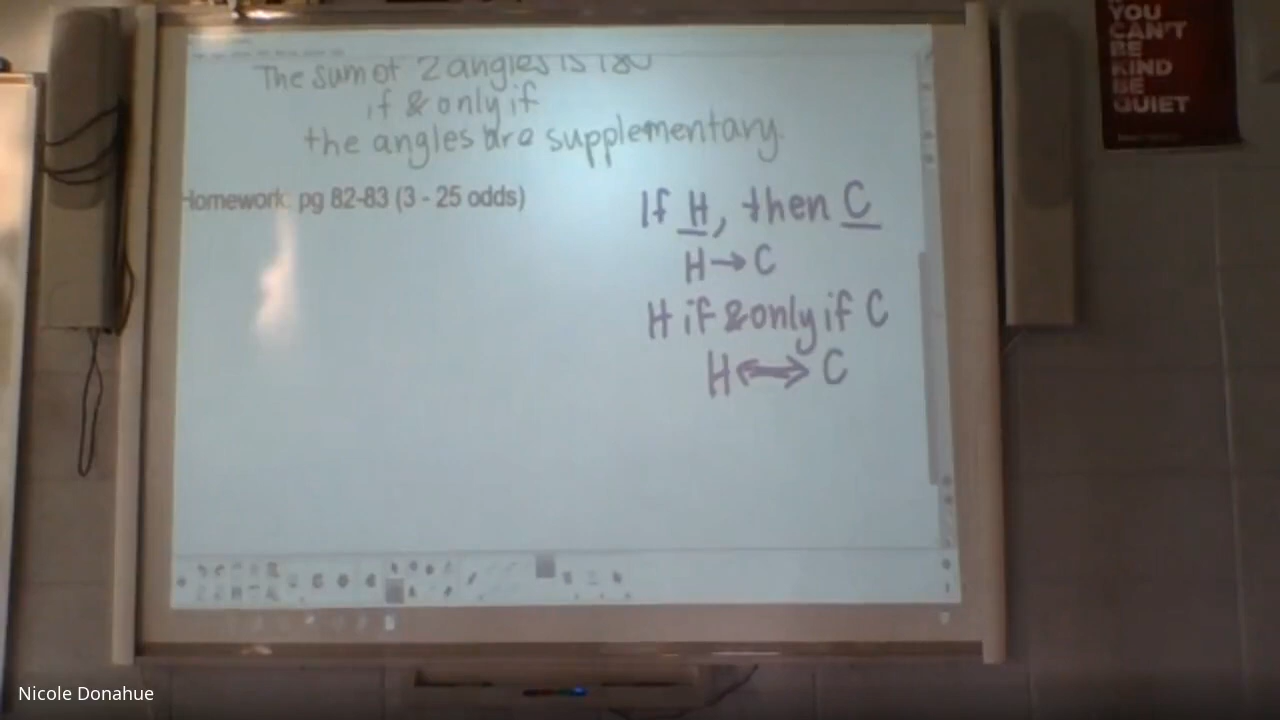 The sum of 2 angles is 180
if & only if
the angles are supplementary.
Homework: pg 82-83 (3 - 25 odds)
If H, then C
H→C
H if & only if C
H↔C
YOU
CAN'T
BE
KIND
BE
QUIET
Nicole Donahue